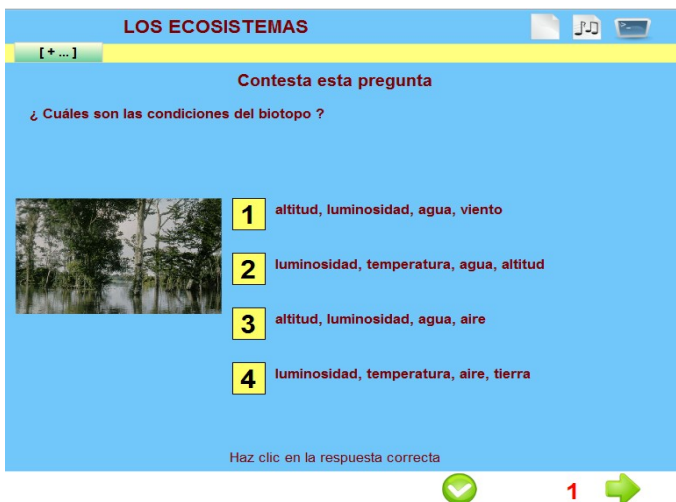 LOS ECOSISTEMAS
[ + ... ]
Contesta esta pregunta
¿ Cuáles son las condiciones del biotopo ?
1 altitud, luminosidad, agua, viento
2 luminosidad, temperatura, agua, altitud
3 altitud, luminosidad, agua, aire
4 luminosidad, temperatura, aire, tierra
Haz clic en la respuesta correcta
1